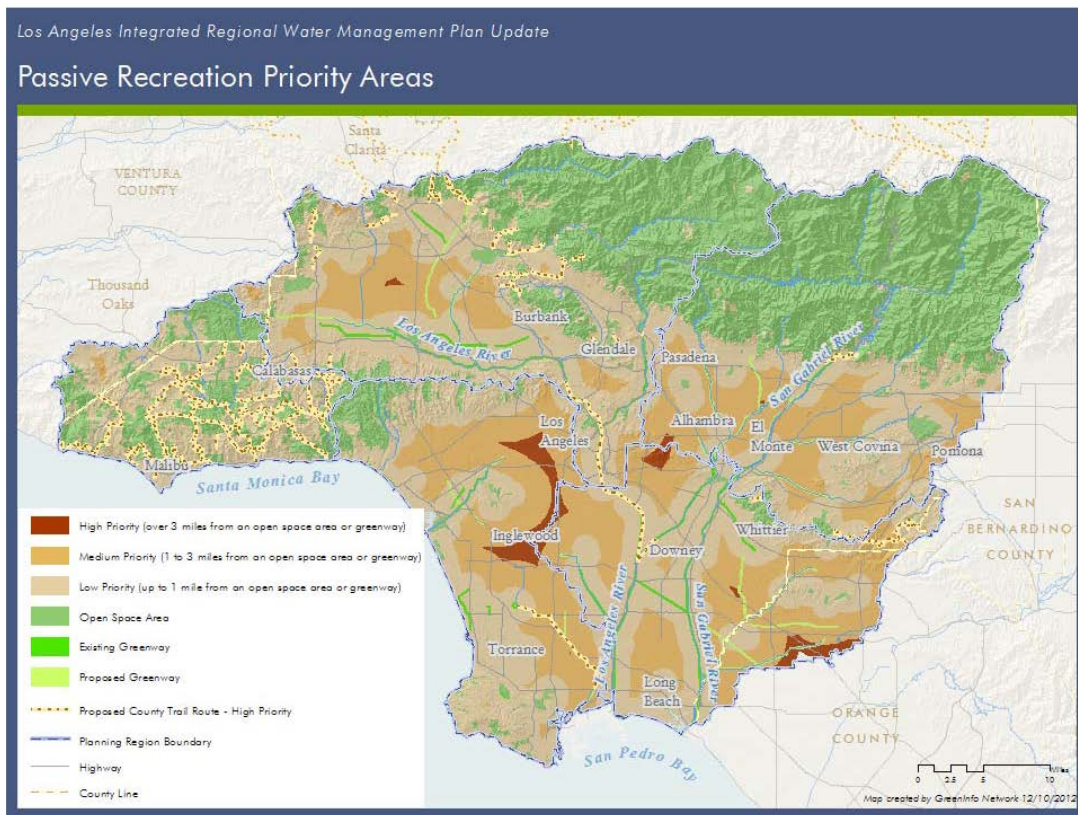 Los Angeles Integrated Regional Water Management Plan Update
Passive Recreation Priority Areas
Santa
Clarita
VENTURA
COUNTY
Thousand
Oaks
Burbank
Los Angeles River
Glendale
Pasadena
San Gabriel River
Calabasas
Los
Angeles
Alhambra
El
Monte
West Covina
Pomona
Malibu
Santa Monica Bay
SAN
BERNARDINO
COUNTY
Whittier
Inglewood
Downey
Los Angeles River
San Gabriel River
Torrance
Long
Beach
ORANGE
COUNTY
San Pedro Bay
High Priority (over 3 miles from an open space area or greenway)
Medium Priority (1 to 3 miles from an open space area or greenway)
Low Priority (up to 1 mile from an open space area or greenway)
Open Space Area
Existing Greenway
Proposed Greenway
Proposed County Trail Route - High Priority
Planning Region Boundary
Highway
County Line
Miles
0 2.5 5 10
Map created by GreenInfo Network 12/10/2012